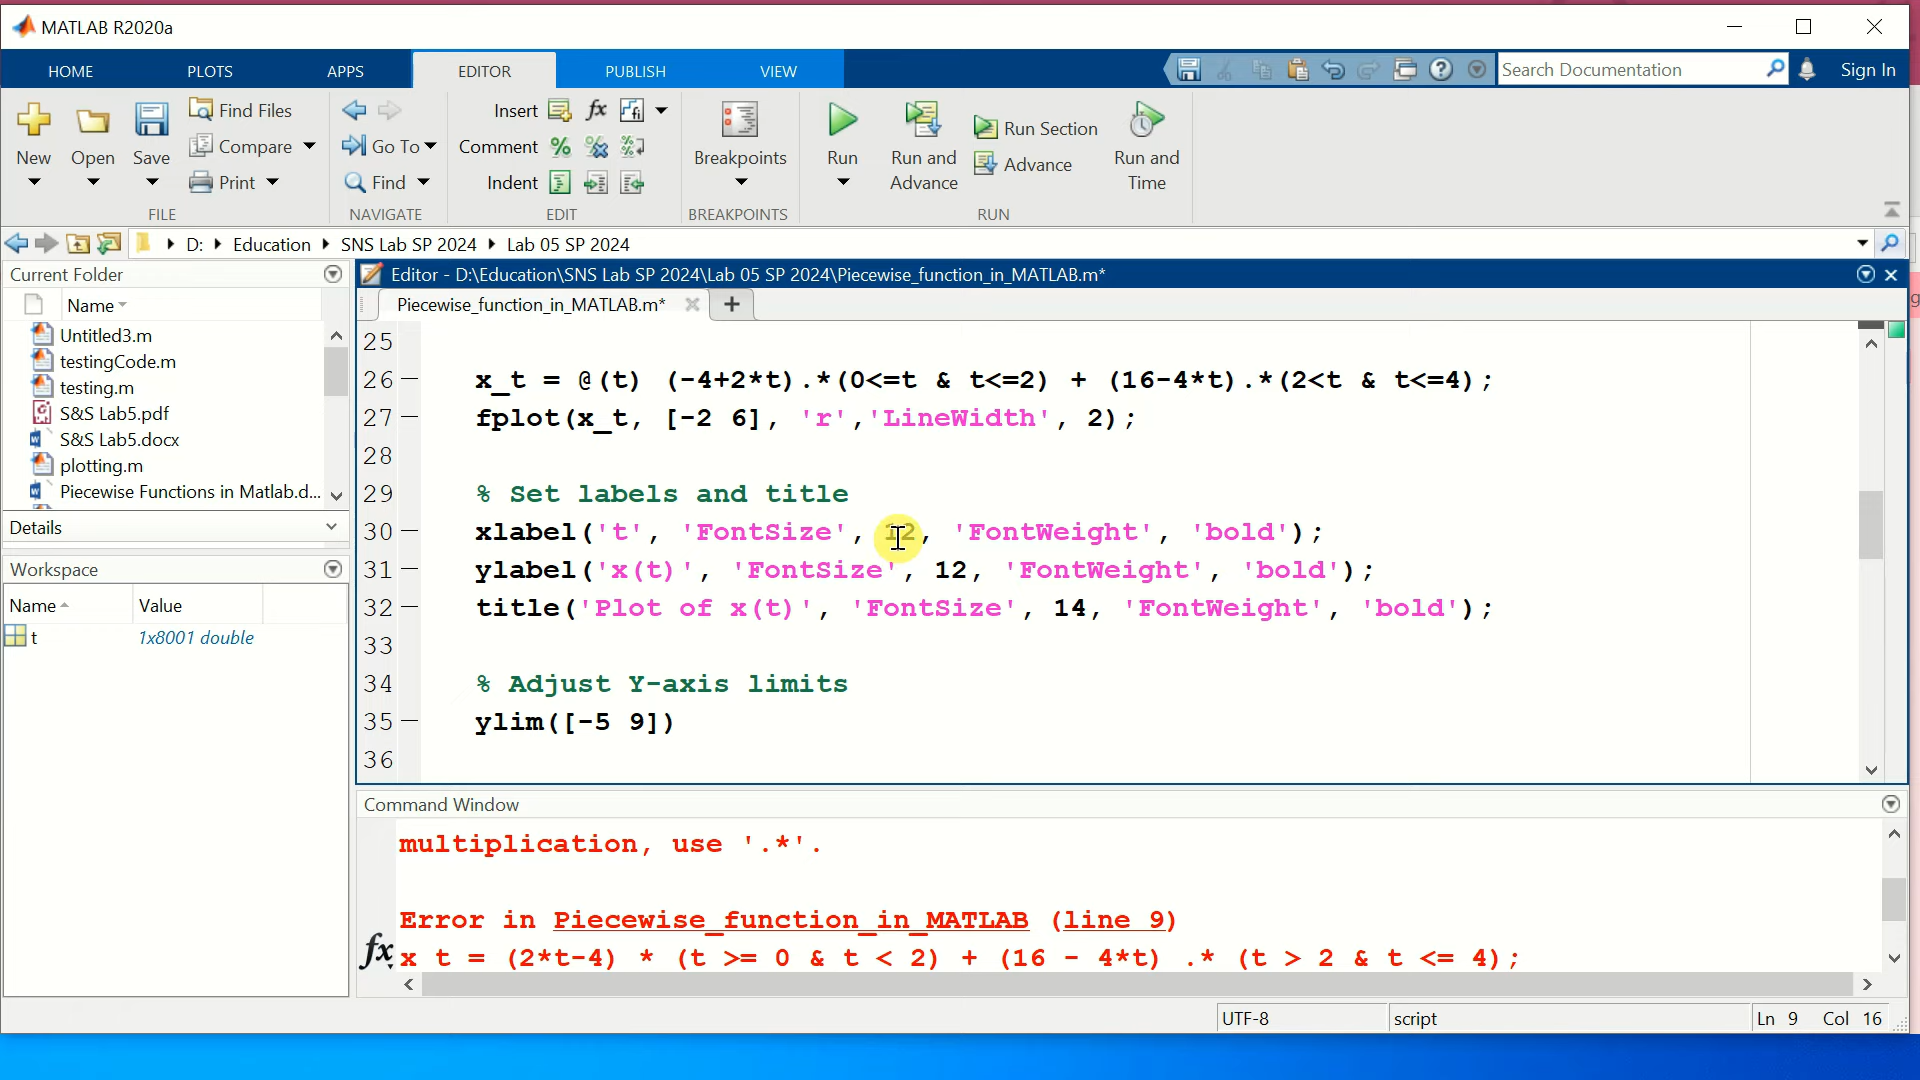 MATLAB R2020a
HOME PLOTS APPS EDITOR PUBLISH VIEW Search Documentation Sign In
New Open Save Find Files Compare Print
FILE
Go To Find
NAVIGATE
Insert fx
Comment
Indent
EDIT
Breakpoints
BREAKPOINTS
Run Run and Advance Run Section Advance Run and Time
RUN
D: Education SNS Lab SP 2024 Lab 05 SP 2024
Current Folder
Name
Untitled3.m
testingCode.m
testing.m
S&S Lab5.pdf
S&S Lab5.docx
plotting.m
Piecewise Functions in Matlab.d...
Details
Workspace
Name Value
t 1x8001 double
Editor - D:\Education\SNS Lab SP 2024\Lab 05 SP 2024\Piecewise_function_in_MATLAB.m*
Piecewise_function_in_MATLAB.m*
25
26 x_t = @(t) (-4+2*t).*(0<=t & t<=2) + (16-4*t).*(2<t & t<=4);
27 fplot(x_t, [-2 6], 'r','LineWidth', 2);
28
29 % Set labels and title
30 xlabel('t', 'FontSize', 12, 'FontWeight', 'bold');
31 ylabel('x(t)', 'FontSize', 12, 'FontWeight', 'bold');
32 title('Plot of x(t)', 'FontSize', 14, 'FontWeight', 'bold');
33
34 % Adjust Y-axis limits
35 ylim([-5 9])
36
Command Window
multiplication, use '.*'.
Error in Piecewise_function_in_MATLAB (line 9)
fx x t = (2*t-4) * (t >= 0 & t < 2) + (16 - 4*t) .* (t > 2 & t <= 4);
UTF-8 script Ln 9 Col 16